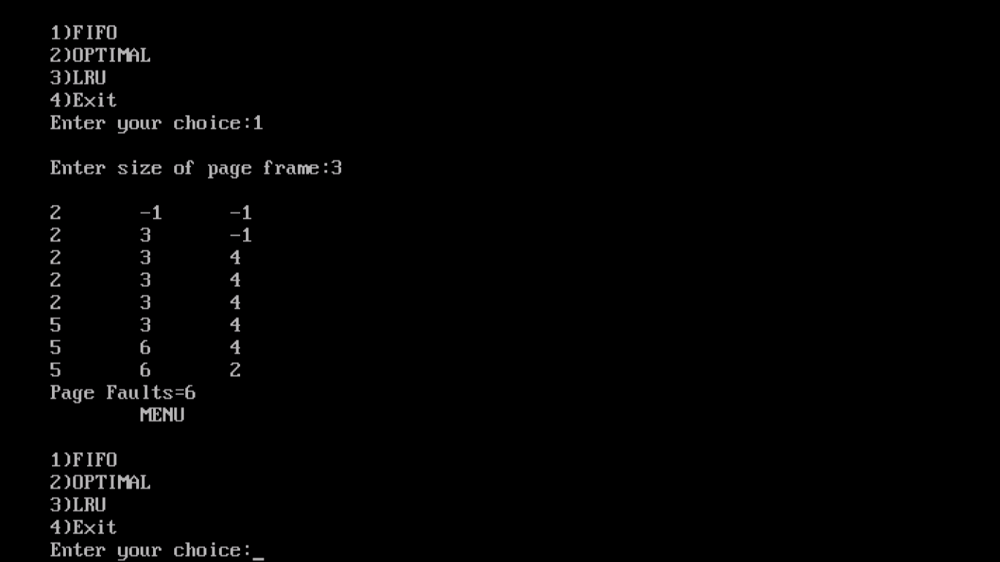 1)FIFO
2)OPTIMAL
3)LRU
4)Exit
Enter your choice:1
Enter size of page frame:3
2 -1 -1
2 3 -1
2 3 4
2 3 4
2 3 4
5 3 4
5 6 4
5 6 2
Page Faults=6
MENU
1)FIFO
2)OPTIMAL
3)LRU
4)Exit
Enter your choice:_